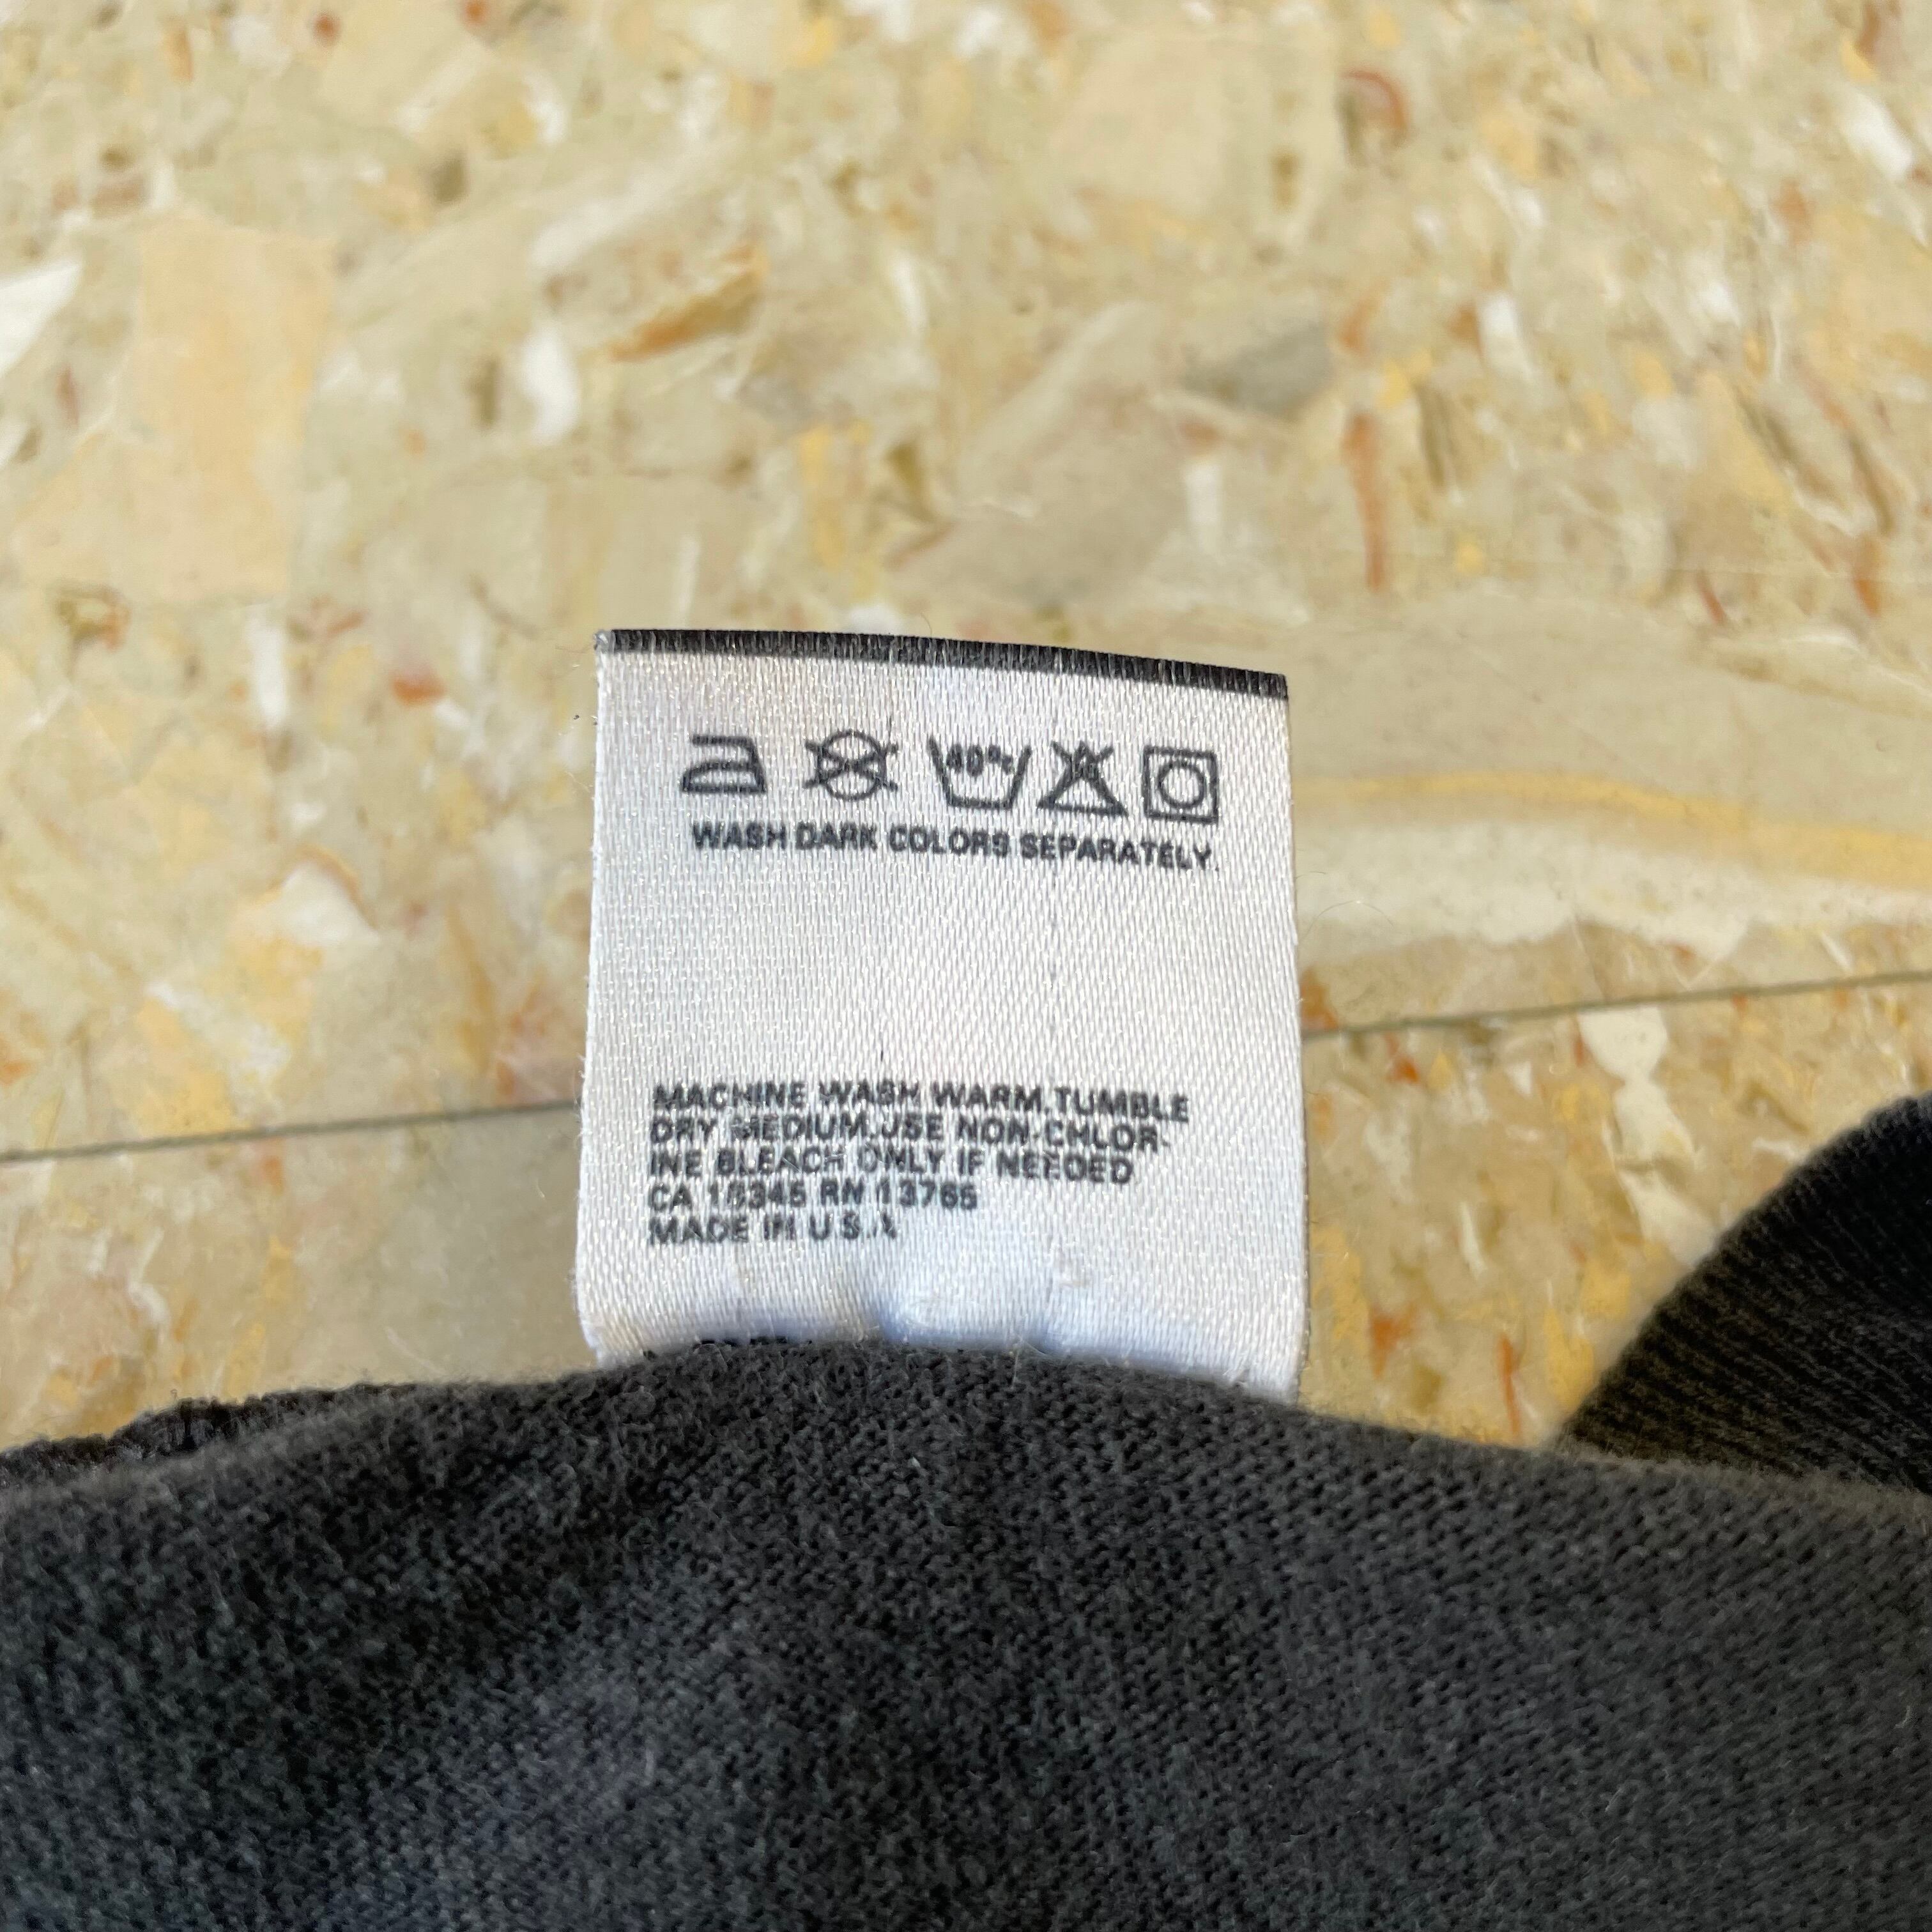 40°c
WASH DARK COLORS SEPARATELY.
MACHINE WASH WARM.TUMBLE
DRY MEDIUM.USE NON-CHLOR-
INE BLEACH ONLY IF NEEDED
CA RN 13765
MADE IN U.S.A